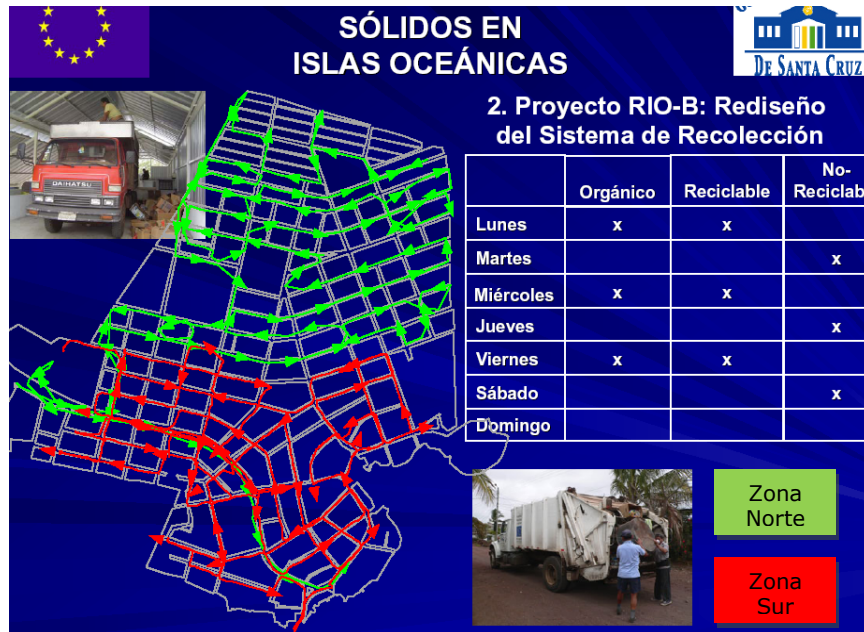 SÓLIDOS EN
ISLAS OCEÁNICAS
DE SANTA CRUZ
DAIHATSU
2. Proyecto RIO-B: Rediseño
del Sistema de Recolección
Orgánico Reciclable No-Reciclab
Lunes x x
Martes x
Miércoles x x
Jueves x
Viernes x x
Sábado x
Domingo
Zona
Norte
Zona
Sur